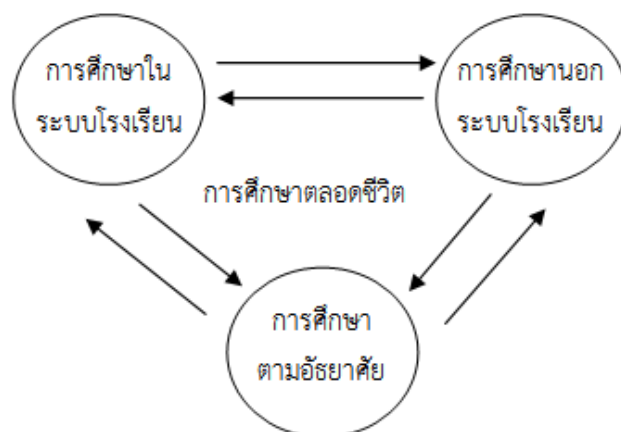 การศึกษาใน
ระบบโรงเรียน
การศึกษานอก
ระบบโรงเรียน
การศึกษาตลอดชีวิต
การศึกษา
ตามอัธยาศัย